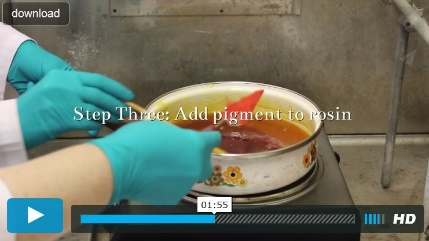 download
Step Three: Add pigment to rosin
01:55
HD